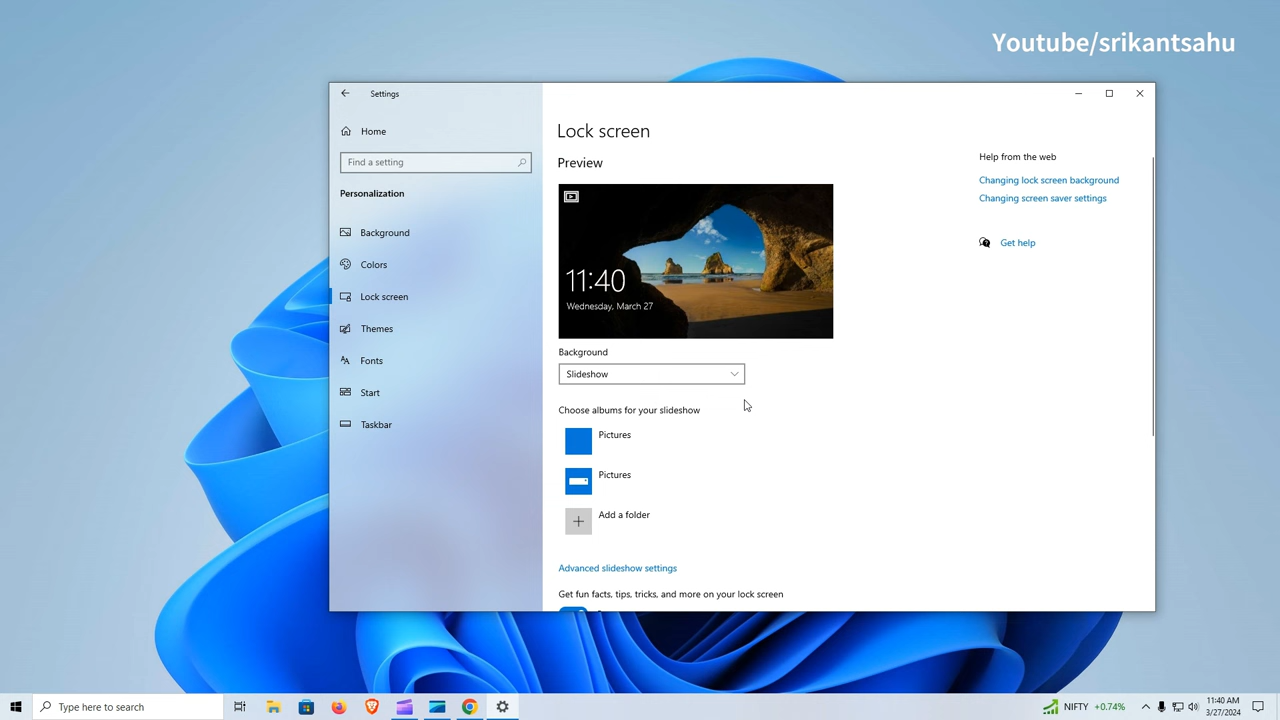 Youtube/srikantsahu
Settings
Home
Find a setting
Personalization
Background
Colors
Lock screen
Themes
Fonts
Start
Taskbar
Lock screen
Preview
11:40
Wednesday, March 27
Background
Slideshow
Choose albums for your slideshow
Pictures
Pictures
Add a folder
Advanced slideshow settings
Get fun facts, tips, tricks, and more on your lock screen
Help from the web
Changing lock screen background
Changing screen saver settings
Get help
Type here to search
NIFTY +0.74%
11:40 AM
3/27/2024